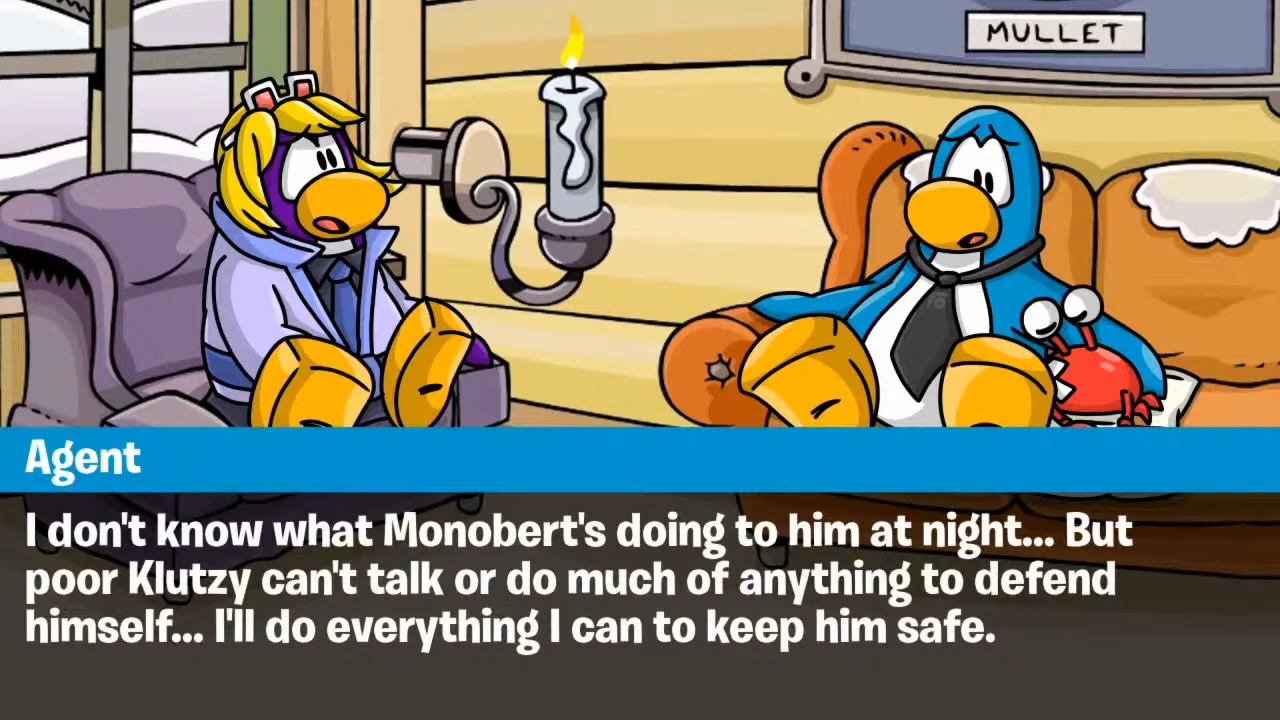 MULLET
Agent
I don't know what Monobert's doing to him at night... But
poor Klutzy can't talk or do much of anything to defend
himself... I'll do everything I can to keep him safe.